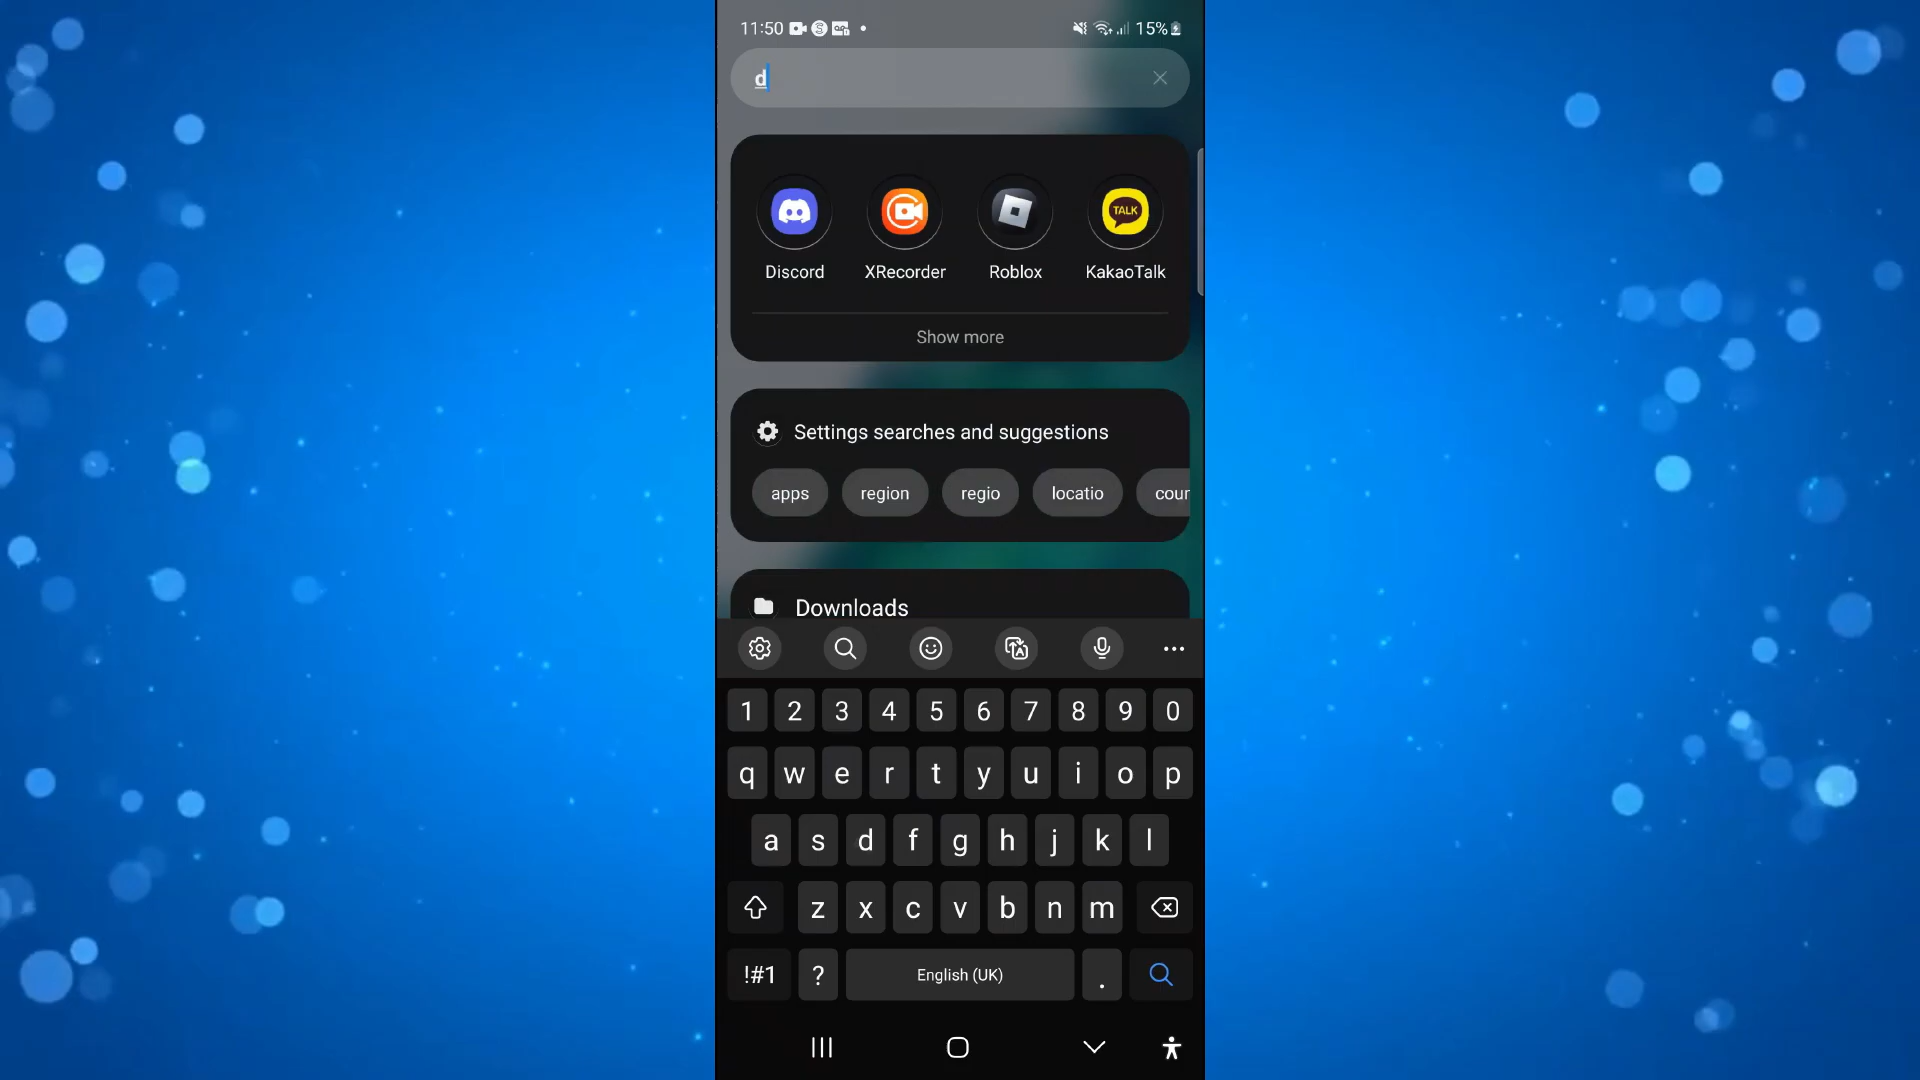 11:50 15%
d
TALK
Discord XRecorder Roblox KakaoTalk
Show more
Settings searches and suggestions
apps region regio locatio cour
Downloads
1 2 3 4 5 6 7 8 9 0
q w e r t y u i o p
a s d f g h j k l
z x c v b n m
!#1 ? English (UK) .